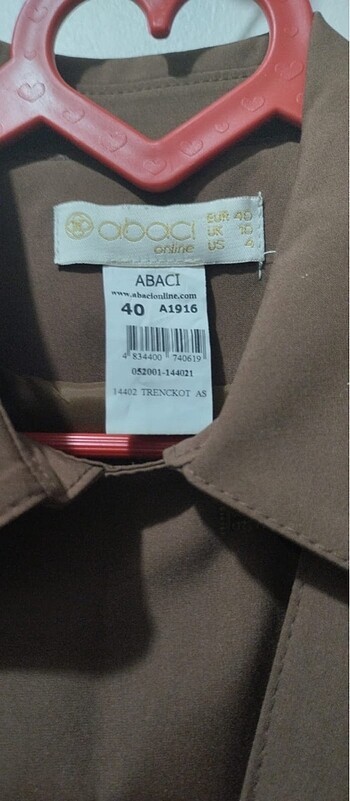 abaci
online
EUR 40
UK 10
US 4
ABACI
www.abacionline.com
40 A1916
4 834400 740619
052001-144021
14402 TRENCKOT AS